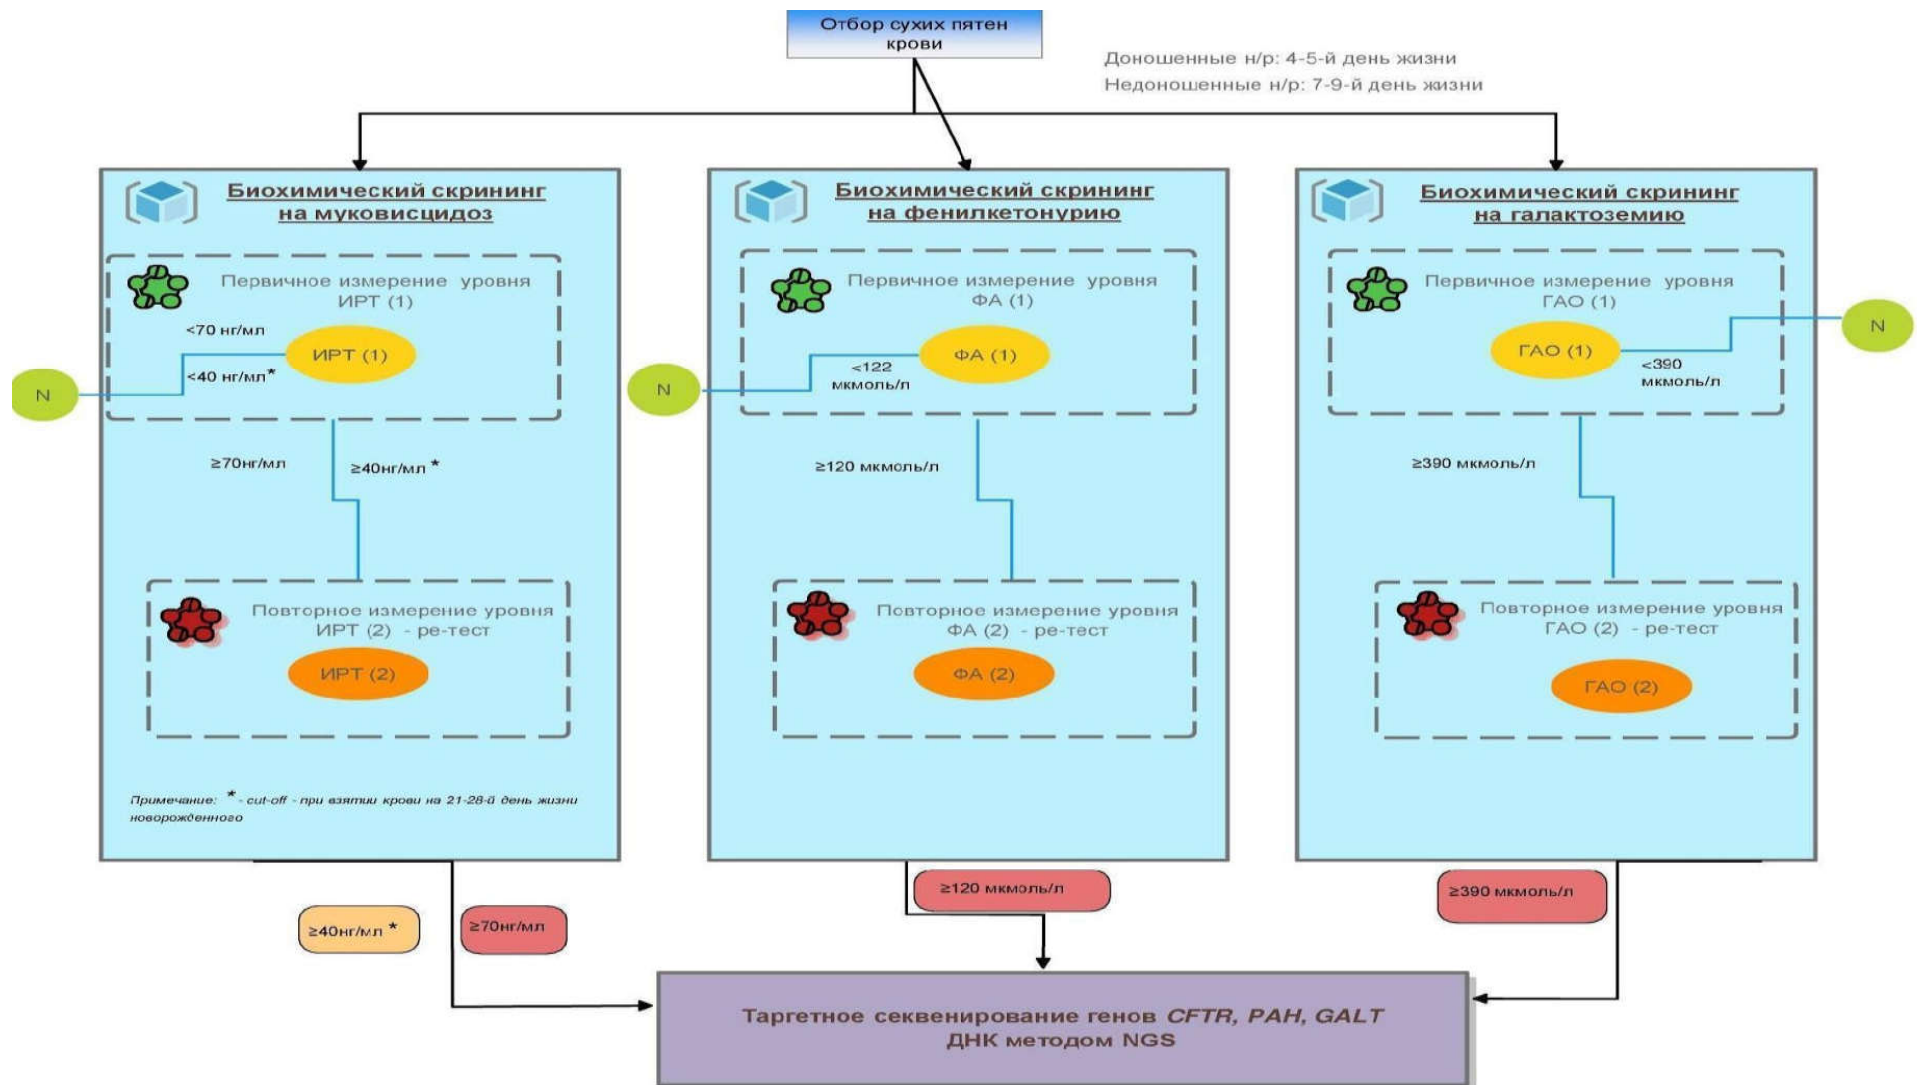 Отбор сухих пятен
крови
Доношенные н/р: 4-5-й день жизни
Недоношенные н/р: 7-9-й день жизни
Биохимический скрининг
на муковисцидоз
Первичное измерение уровня
ИРТ (1)
<70 нг/мл
ИРТ (1)
<40 нг/мл*
N
≥70нг/мл
≥40нг/мл *
Повторное измерение уровня
ИРТ (2) - ре-тест
ИРТ (2)
Примечание: * - cut-off - при взятии крови на 21-28-й день жизни
новорожденного
Биохимический скрининг
на фенилкетонурию
Первичное измерение уровня
ФА (1)
ФА (1)
<122
мкмоль/л
N
≥120 мкмоль/л
Повторное измерение уровня
ФА (2) - ре-тест
ФА (2)
Биохимический скрининг
на галактоземию
Первичное измерение уровня
ГАО (1)
ГАО (1)
<390
мкмоль/л
N
≥390 мкмоль/л
Повторное измерение уровня
ГАО (2) - ре-тест
ГАО (2)
≥40нг/мл *
≥70нг/мл
≥120 мкмоль/л
≥390 мкмоль/л
Таргетное секвенирование генов CFTR, PAH, GALT
ДНК методом NGS